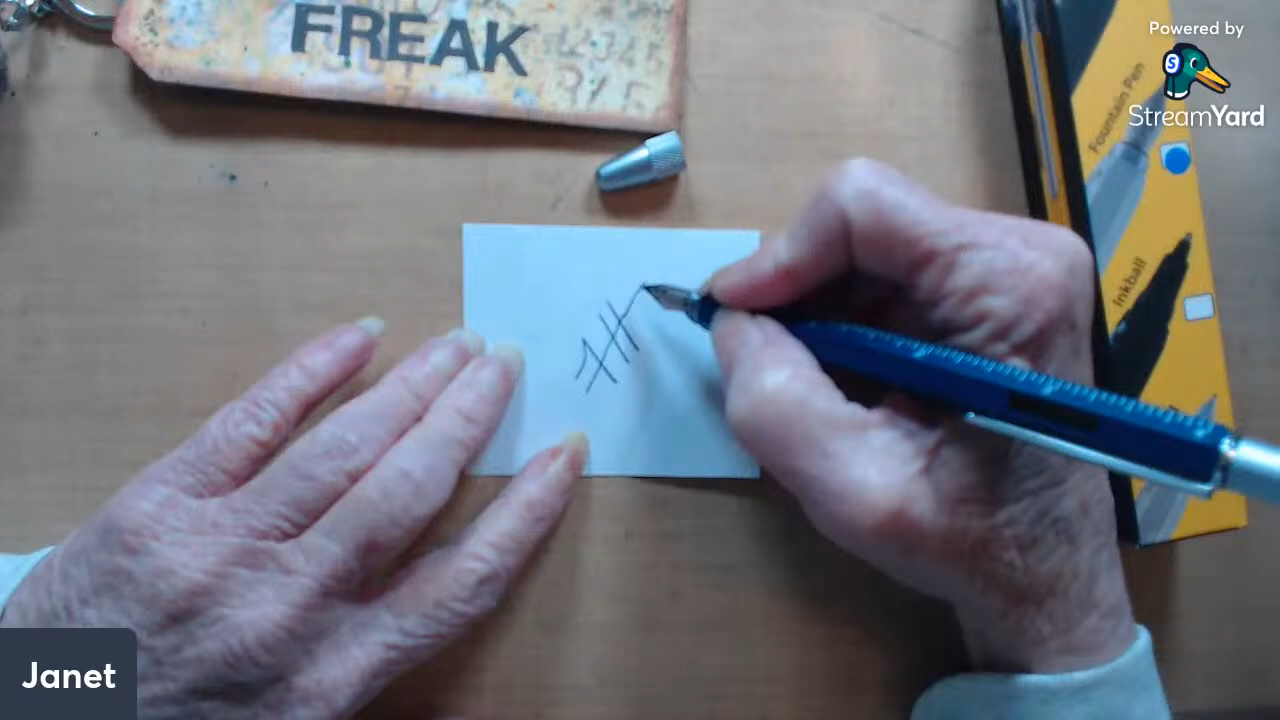 FREAK
Powered by
StreamYard
Fountain Pen
Inkball
Janet